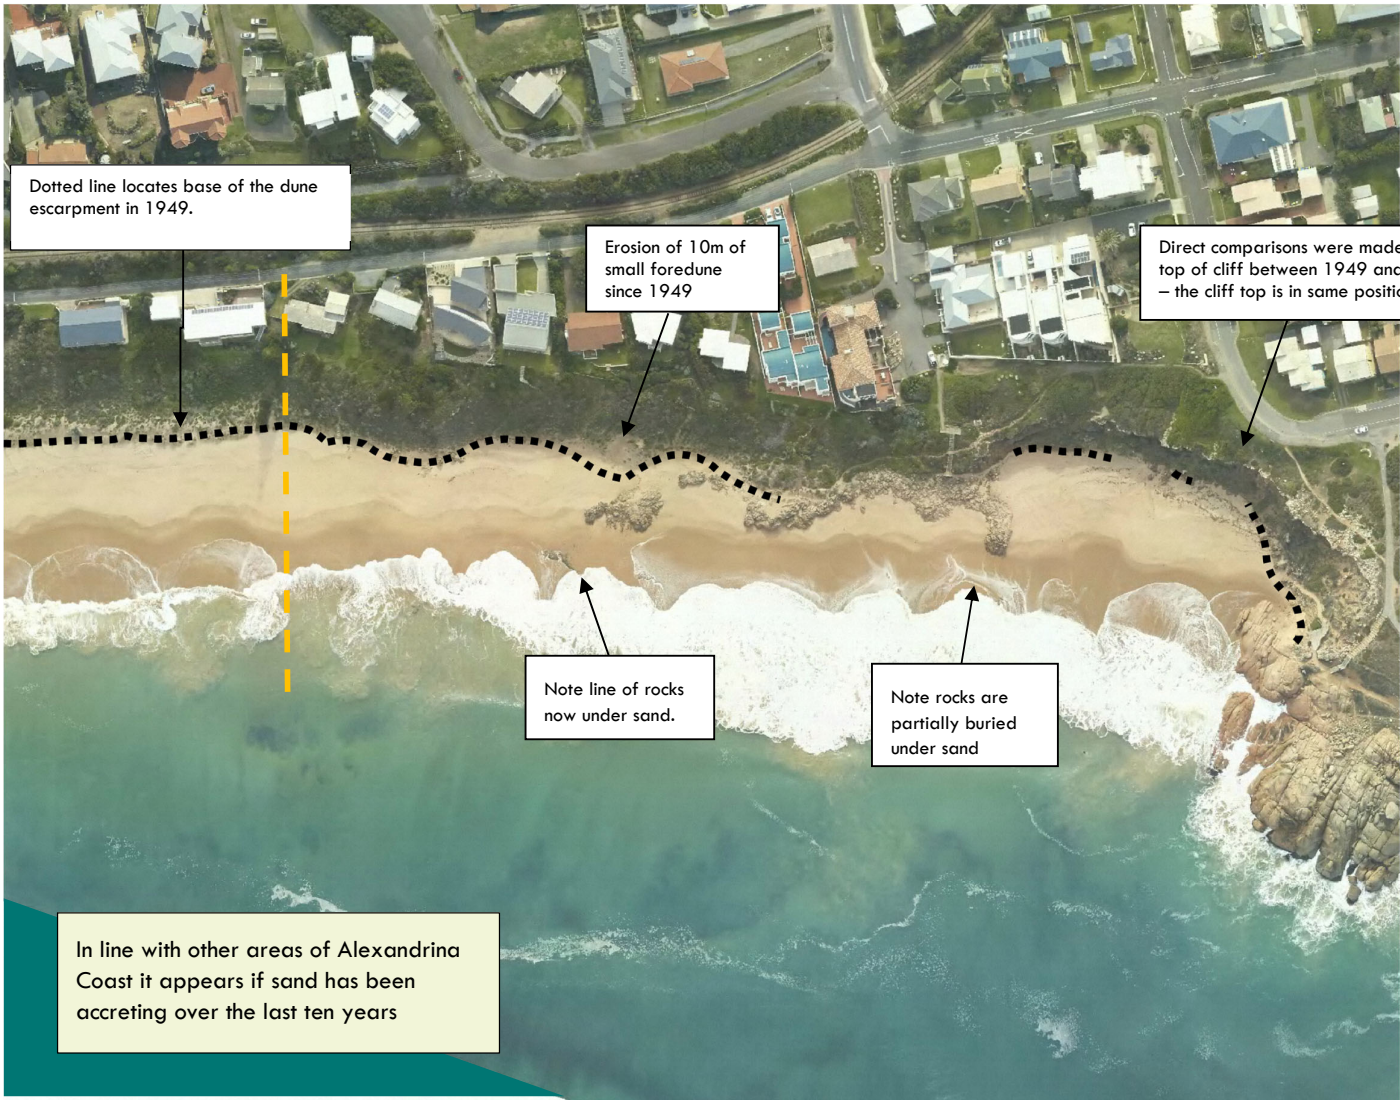 Dotted line locates base of the dune
escarpment in 1949.
Erosion of 10m of
small foredune
since 1949
Direct comparisons were made
top of cliff between 1949 and
– the cliff top is in same positio
Note line of rocks
now under sand.
Note rocks are
partially buried
under sand
In line with other areas of Alexandrina
Coast it appears if sand has been
accreting over the last ten years